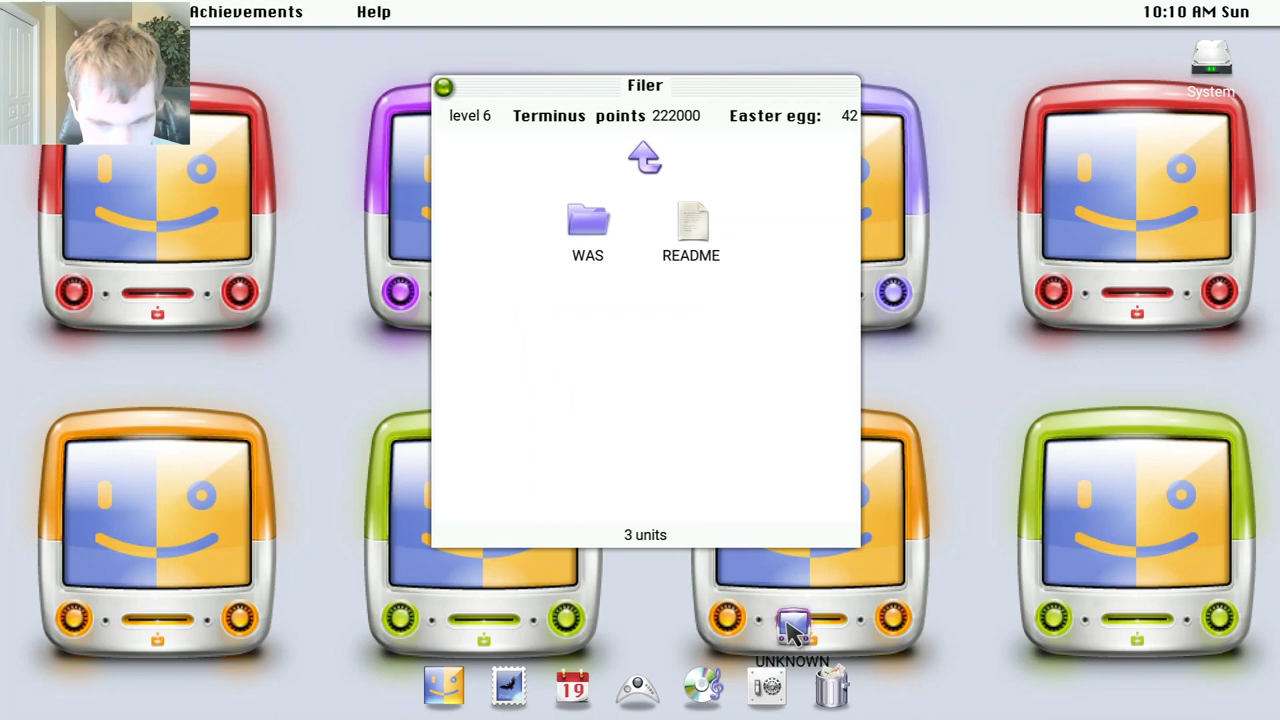 Achievements Help 10:10 AM Sun
System
Filer
level 6 Terminus points 222000 Easter egg: 42
WAS README
3 units
UNKNOWN
19